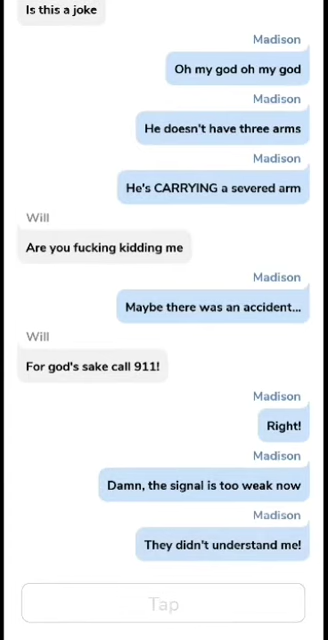 Is this a joke
Madison
Oh my god oh my god
Madison
He doesn't have three arms
Madison
He's CARRYING a severed arm
Will
Are you fucking kidding me
Madison
Maybe there was an accident...
Will
For god's sake call 911!
Madison
Right!
Madison
Damn, the signal is too weak now
Madison
They didn't understand me!
Tap